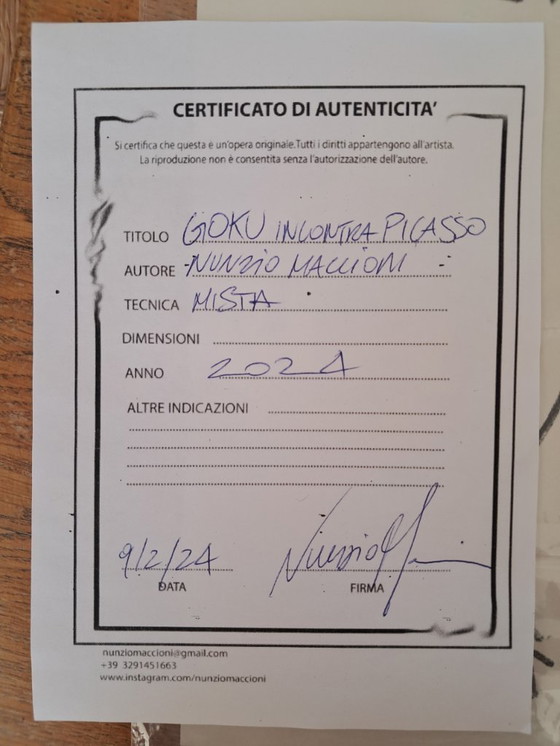 CERTIFICATO DI AUTENTICITA'
Si certifica che questa è un'opera originale.Tutti i diritti appartengono all'artista.
La riproduzione non è consentita senza l'autorizzazione dell'autore.
TITOLO GOKU INCONTRA PICASSO
AUTORE NUNZIO MACCIONI
TECNICA MISTA
DIMENSIONI
ANNO 2024
ALTRE INDICAZIONI
9/2/24 Nunzio
DATA FIRMA
nunziomaccioni@gmail.com
+39 3291451663
www.instagram.com/nunziomaccioni